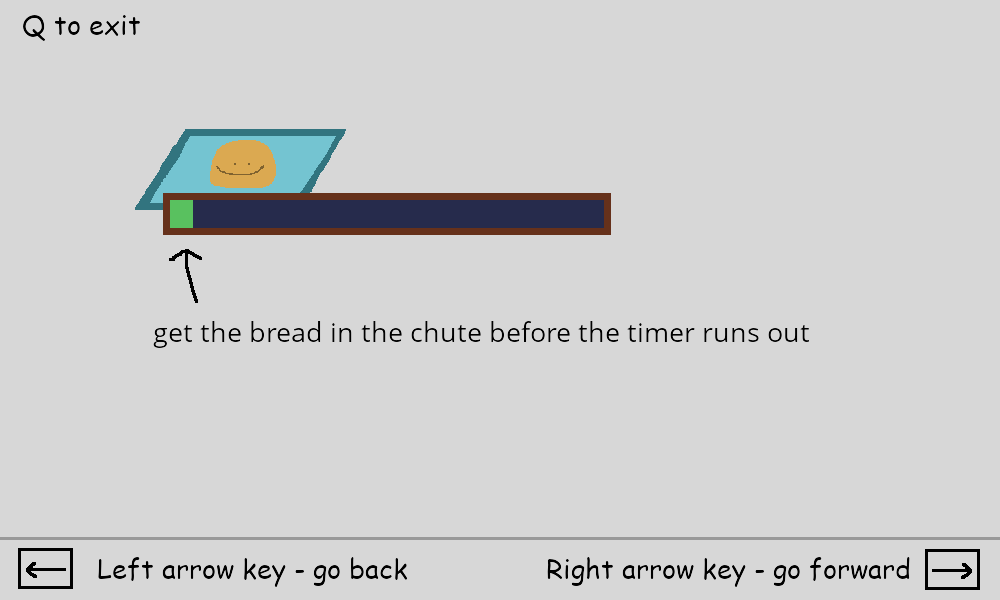 Q to exit
get the bread in the chute before the timer runs out
Left arrow key - go back
Right arrow key - go forward